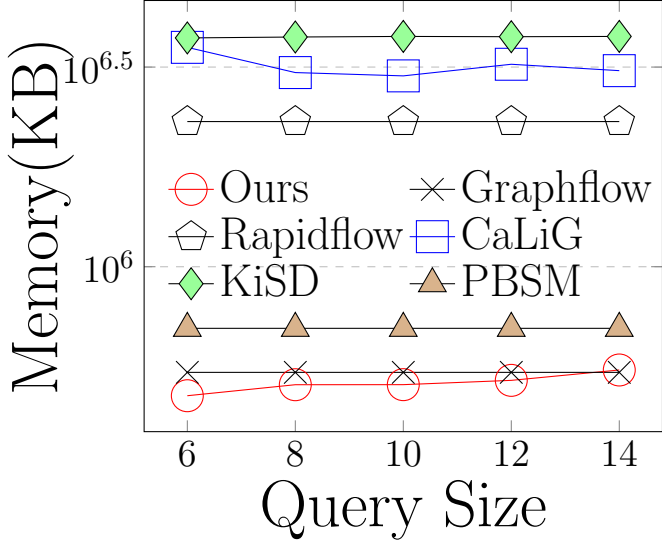 Memory(KB)
10^6.5
10^6
Ours Graphflow
Rapidflow CaLiG
KiSD PBSM
6 8 10 12 14
Query Size